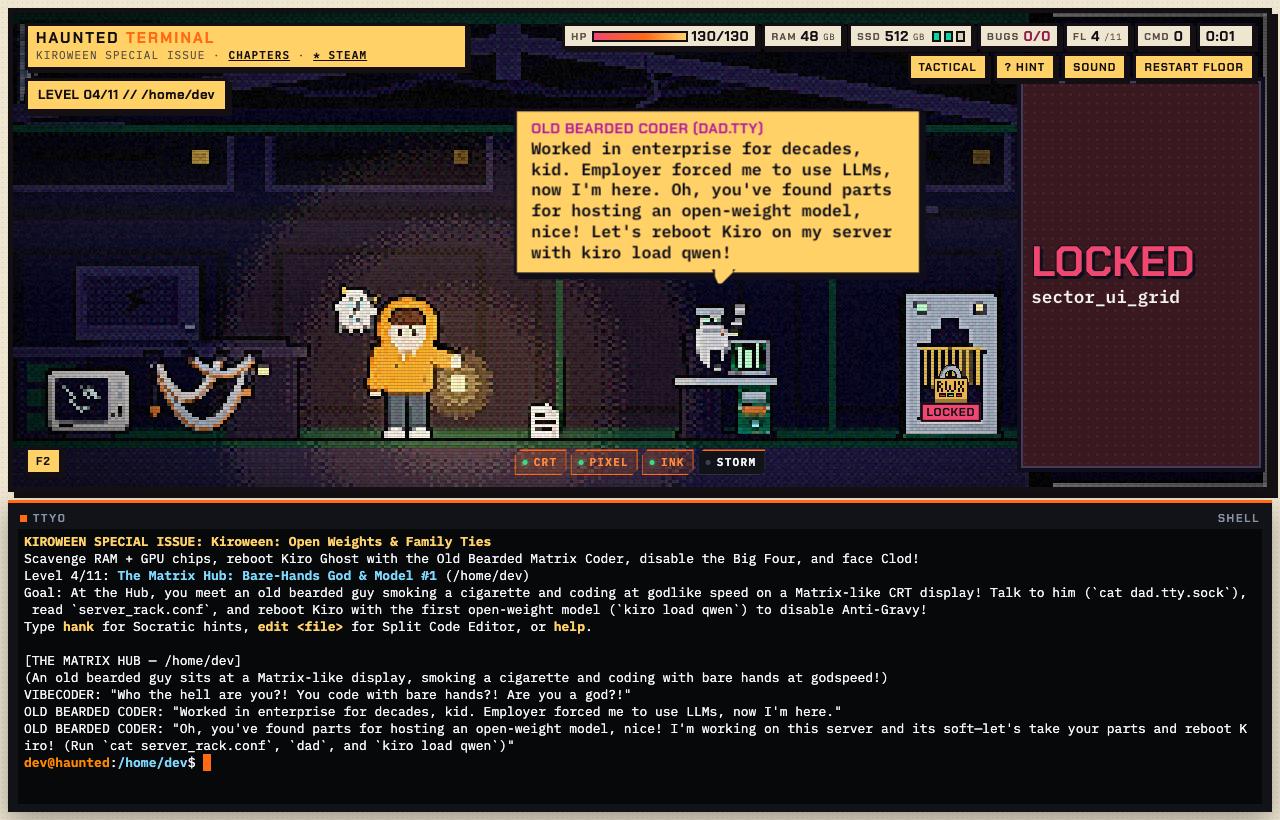 HAUNTED TERMINAL
KIROWEEN SPECIAL ISSUE · CHAPTERS · * STEAM
HP 130/130
RAM 48 GB
SSD 512 GB
BUGS 0/0
FL 4 /11
CMD 0
0:01
TACTICAL
? HINT
SOUND
RESTART FLOOR
LEVEL 04/11 // /home/dev
OLD BEARDED CODER (DAD.TTY)
Worked in enterprise for decades,
kid. Employer forced me to use LLMs,
now I'm here. Oh, you've found parts
for hosting an open-weight model,
nice! Let's reboot Kiro on my server
with kiro load qwen!
LOCKED
sector_ui_grid
RWX
LOCKED
F2
CRT
PIXEL
INK
STORM
TTY0
SHELL
KIROWEEN SPECIAL ISSUE: Kiroween: Open Weights & Family Ties
Scavenge RAM + GPU chips, reboot Kiro Ghost with the Old Bearded Matrix Coder, disable the Big Four, and face Clod!
Level 4/11: The Matrix Hub: Bare-Hands God & Model #1 (/home/dev)
Goal: At the Hub, you meet an old bearded guy smoking a cigarette and coding at godlike speed on a Matrix-like CRT display! Talk to him (`cat dad.tty.sock`),
read `server_rack.conf`, and reboot Kiro with the first open-weight model (`kiro load qwen`) to disable Anti-Gravy!
Type hank for Socratic hints, edit <file> for Split Code Editor, or help.
[THE MATRIX HUB — /home/dev]
(An old bearded guy sits at a Matrix-like display, smoking a cigarette and coding with bare hands at godspeed!)
VIBECODER: "Who the hell are you?! You code with bare hands?! Are you a god?!"
OLD BEARDED CODER: "Worked in enterprise for decades, kid. Employer forced me to use LLMs, now I'm here."
OLD BEARDED CODER: "Oh, you've found parts for hosting an open-weight model, nice! I'm working on this server and its soft—let's take your parts and reboot K
iro! (Run `cat server_rack.conf`, `dad`, and `kiro load qwen`)"
dev@haunted:/home/dev$